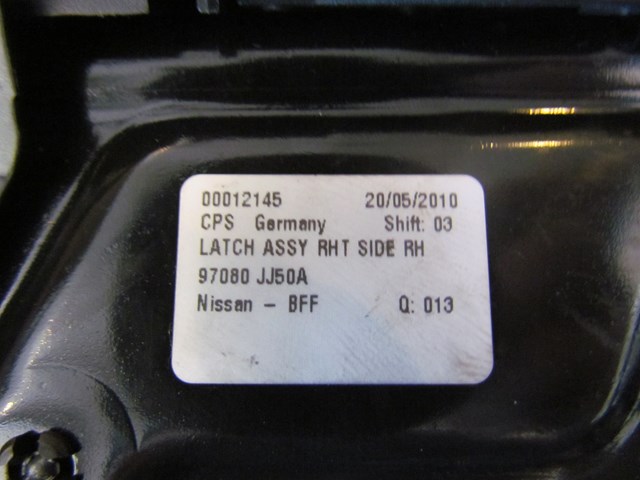 00012145 20/05/2010
CPS Germany Shift: 03
LATCH ASSY RHT SIDE RH
97080 JJ50A
Nissan - BFF Q: 013